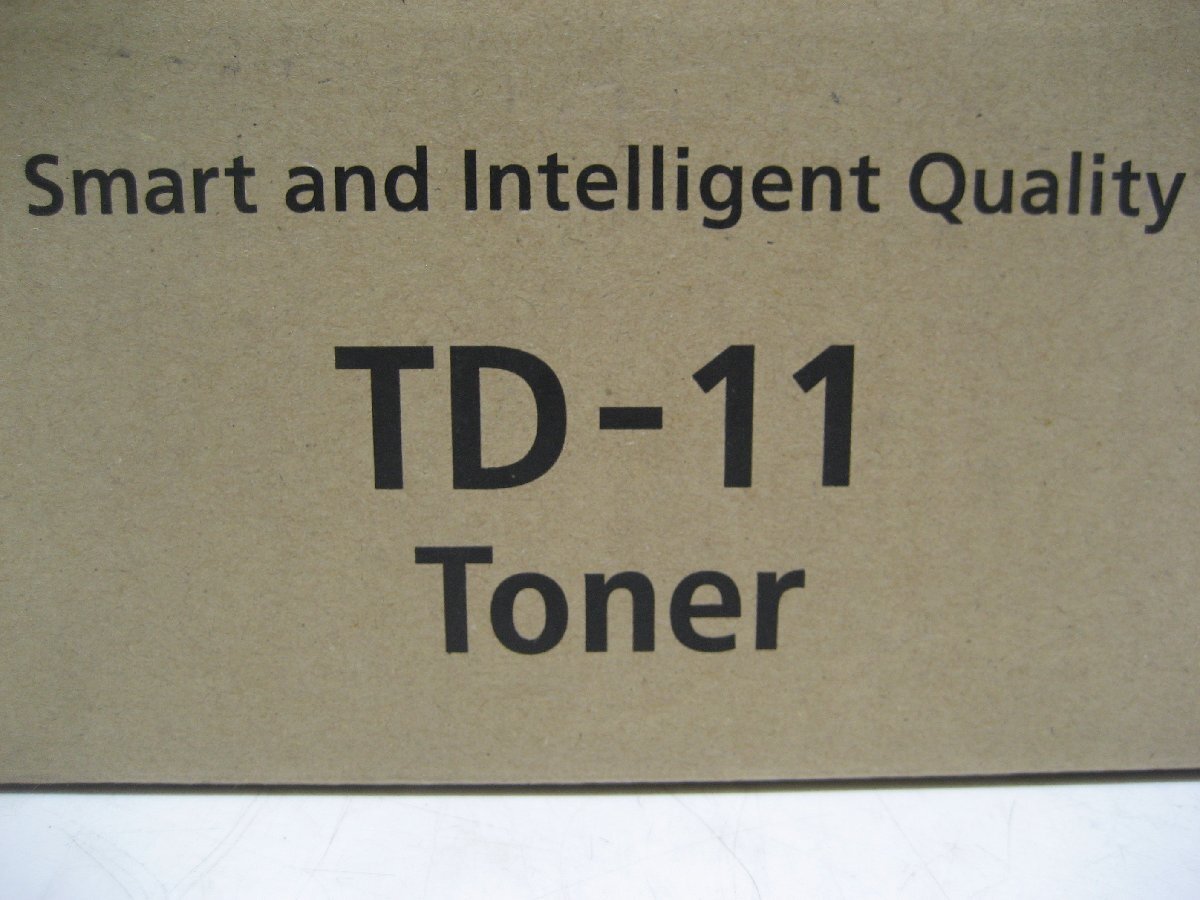 Smart and Intelligent Quality
TD-11
Toner